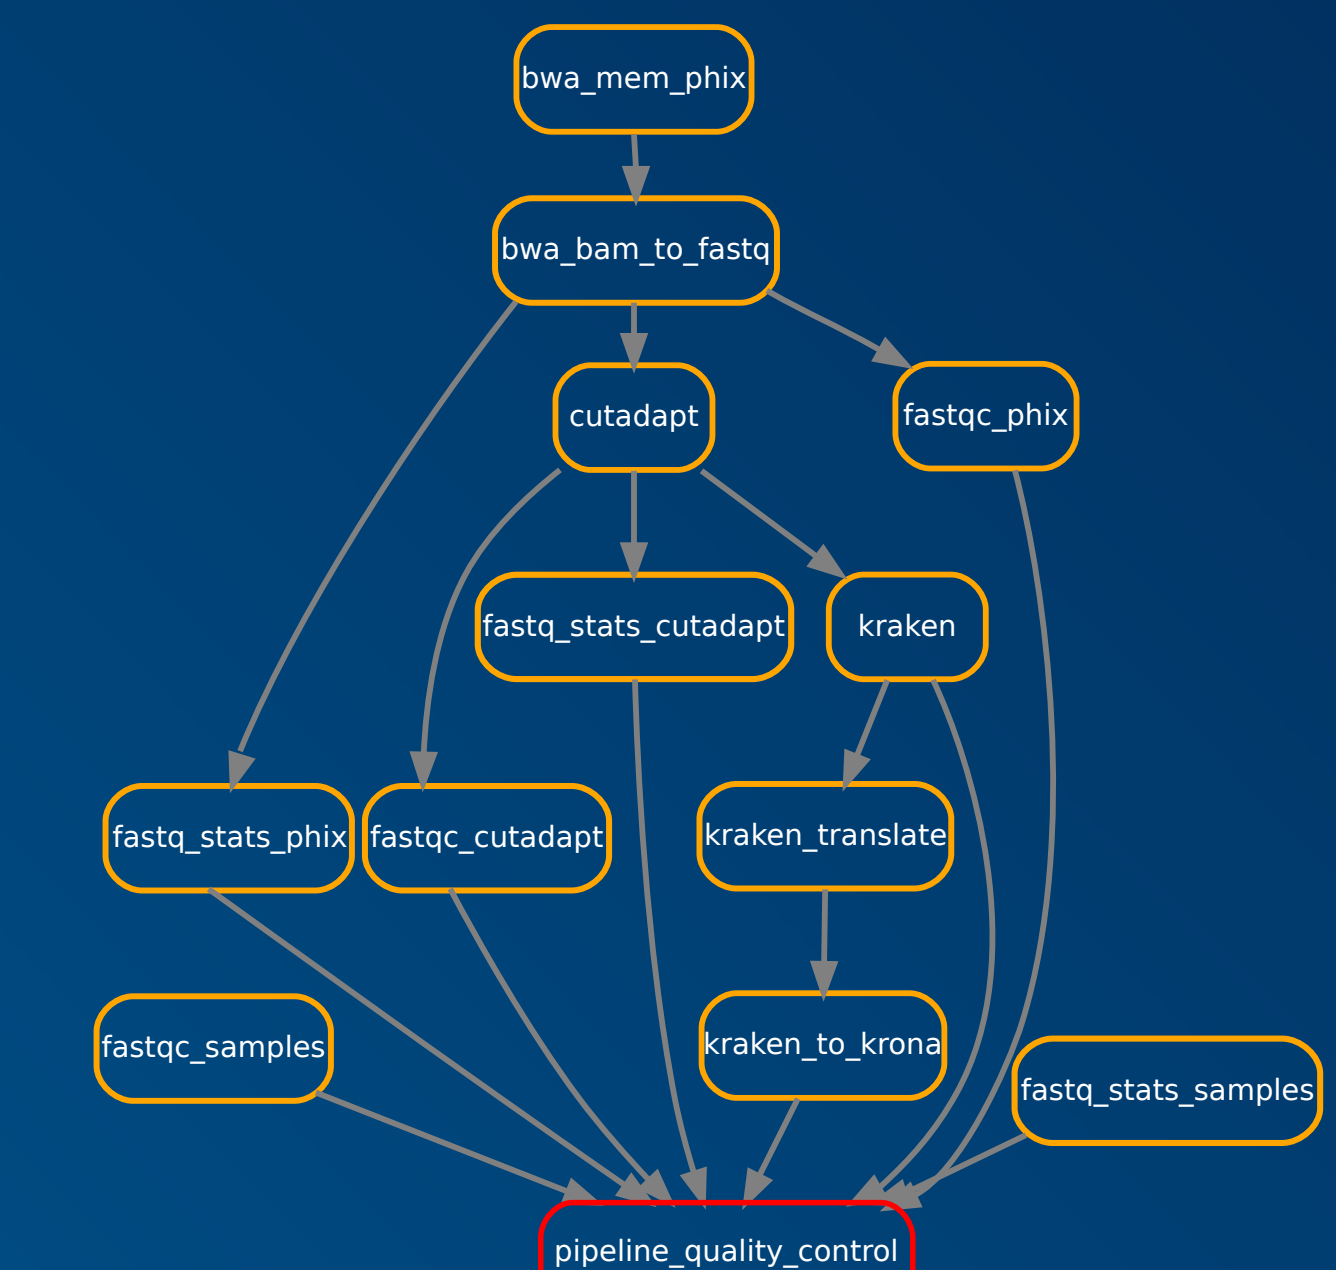 bwa_mem_phix
bwa_bam_to_fastq
cutadapt
fastqc_phix
fastq_stats_cutadapt
kraken
fastq_stats_phix
fastqc_cutadapt
kraken_translate
fastqc_samples
kraken_to_krona
fastq_stats_samples
pipeline_quality_control